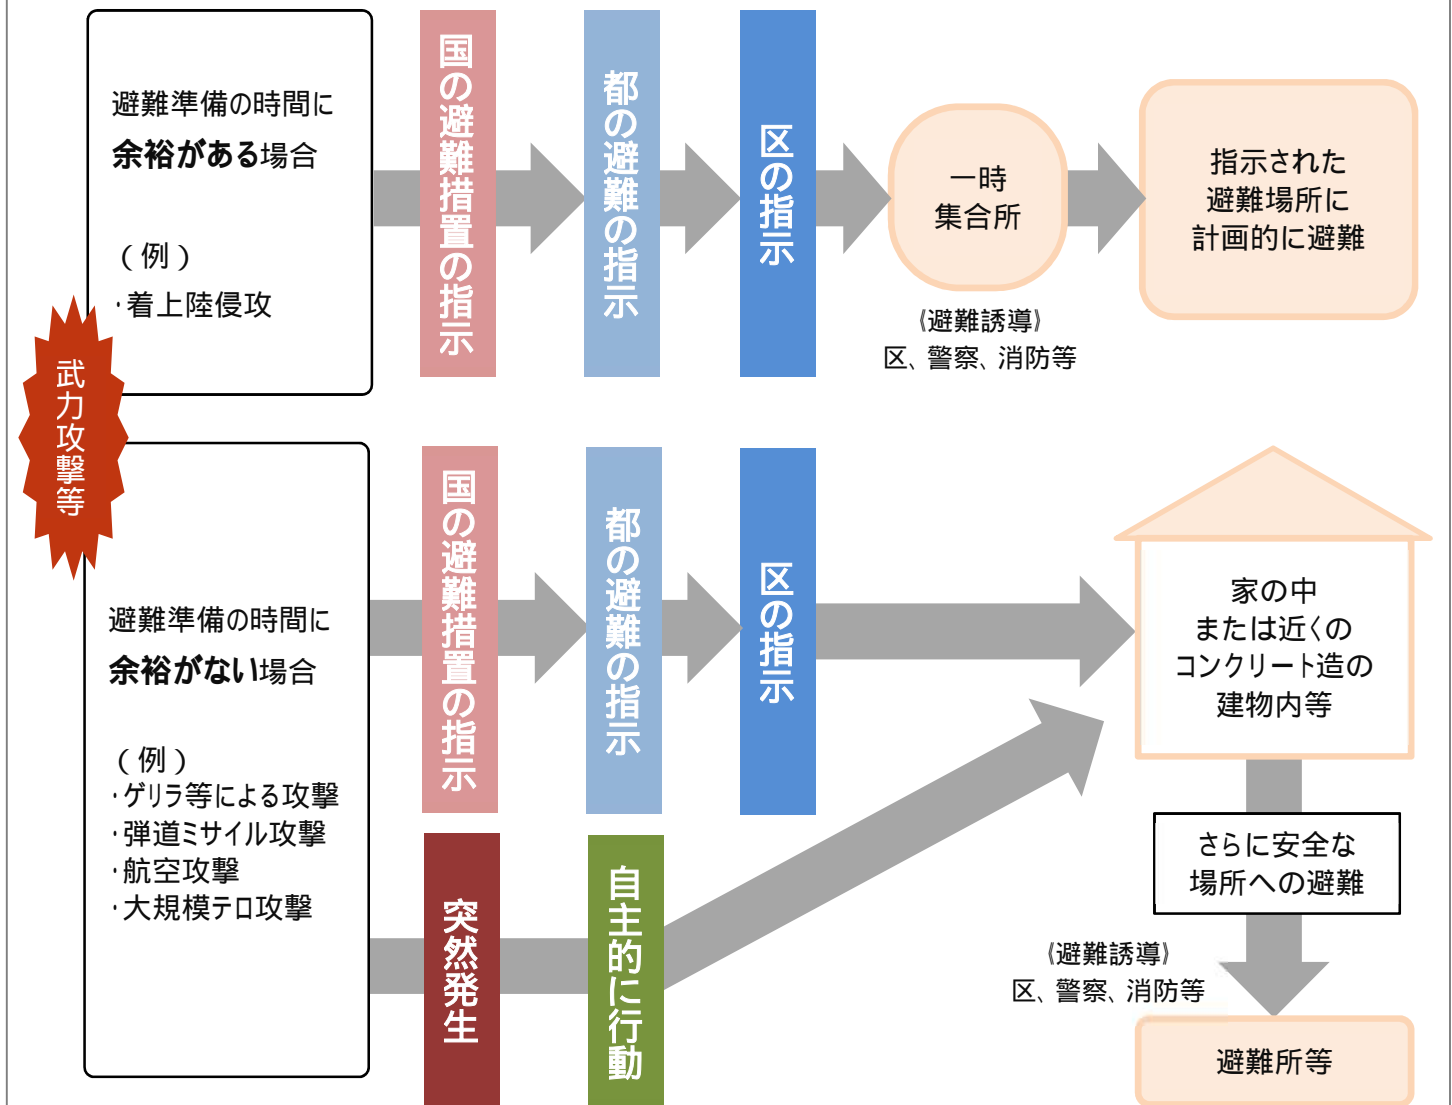 武力攻撃等
避難準備の時間に
余裕がある場合
（例）
・着上陸侵攻
国の避難措置の指示
都の避難の指示
区の指示
一時
集合所
《避難誘導》
区、警察、消防等
指示された
避難場所に
計画的に避難
避難準備の時間に
余裕がない場合
（例）
・ゲリラ等による攻撃
・弾道ミサイル攻撃
・航空攻撃
・大規模テロ攻撃
国の避難措置の指示
都の避難の指示
区の指示
突然発生
自主的に行動
家の中
または近くの
コンクリート造の
建物内等
さらに安全な
場所への避難
《避難誘導》
区、警察、消防等
避難所等